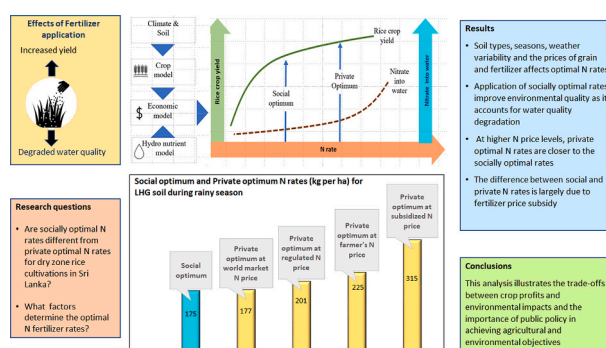 Effects of Fertilizer
application
Increased yield
Degraded water quality
Research questions
• Are socially optimal N
rates different from
private optimal N rates
for dry zone rice
cultivations in Sri
Lanka?
• What factors
determine the optimal
N fertilizer rates?
Climate &
Soil
Crop
model
$ Economic
model
Hydro nutrient
model
Rice crop yield
Rice crop
yield
Social
optimum
Private
Optimum
Nitrate
into
water
Nitrate into water
N rate
Social optimum and Private optimum N rates (kg per ha) for
LHG soil during rainy season
Social
optimum
175
Private
optimum at
world market
N price
177
Private
optimum at
regulated N
price
201
Private
optimum at
farmer's N
price
225
Private
optimum at
subsidized N
price
315
Results
• Soil types, seasons, weather
variability and the prices of grain
and fertilizer affects optimal N rates
• Application of socially optimal rates
improve environmental quality as it
accounts for water quality
degradation
• At higher N price levels, private
optimal N rates are closer to the
socially optimal rates
• The difference between social and
private N rates is largely due to
fertilizer price subsidy
Conclusions
This analysis illustrates the trade-offs
between crop profits and
environmental impacts and the
importance of public policy in
achieving agricultural and
environmental objectives